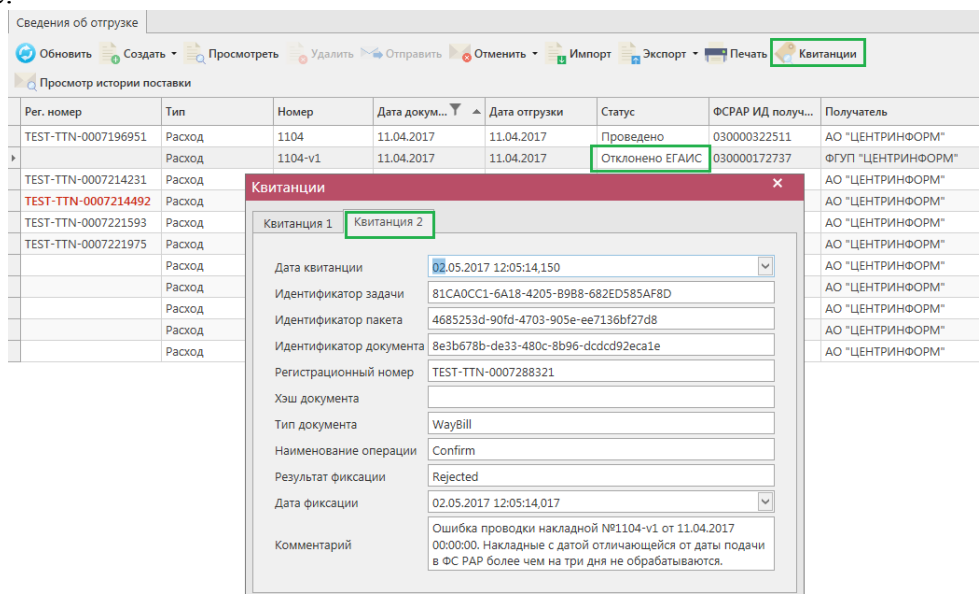 Сведения об отгрузке
Обновить Создать Просмотреть Удалить Отправить Отменить Импорт Экспорт Печать Квитанции
Просмотр истории поставки
Рег. номер Тип Номер Дата докум... Дата отгрузки Статус ФСРАР ИД получ... Получатель
TEST-TTN-0007196951 Расход 1104 11.04.2017 11.04.2017 Проведено 030000322511 АО "ЦЕНТРИНФОРМ"
Расход 1104-v1 11.04.2017 11.04.2017 Отклонено ЕГАИС 030000172737 ФГУП "ЦЕНТРИНФОРМ"
TEST-TTN-0007214231 Расход АО "ЦЕНТРИНФОРМ"
TEST-TTN-0007214492 Расход АО "ЦЕНТРИНФОРМ"
TEST-TTN-0007221593 Расход АО "ЦЕНТРИНФОРМ"
TEST-TTN-0007221975 Расход АО "ЦЕНТРИНФОРМ"
Расход АО "ЦЕНТРИНФОРМ"
Расход АО "ЦЕНТРИНФОРМ"
Расход АО "ЦЕНТРИНФОРМ"
Расход АО "ЦЕНТРИНФОРМ"
Расход АО "ЦЕНТРИНФОРМ"
Квитанции
Квитанция 1 Квитанция 2
Дата квитанции 02.05.2017 12:05:14,150
Идентификатор задачи 81CA0CC1-6A18-4205-B9B8-682ED585AF8D
Идентификатор пакета 4685253d-90fd-4703-905e-ee7136bf27d8
Идентификатор документа 8e3b678b-de33-480c-8b96-dcdcd92eca1e
Регистрационный номер TEST-TTN-0007288321
Хэш документа
Тип документа WayBill
Наименование операции Confirm
Результат фиксации Rejected
Дата фиксации 02.05.2017 12:05:14,017
Комментарий Ошибка проводки накладной №1104-v1 от 11.04.2017
00:00:00. Накладные с датой отличающейся от даты подачи
в ФС РАР более чем на три дня не обрабатываются.